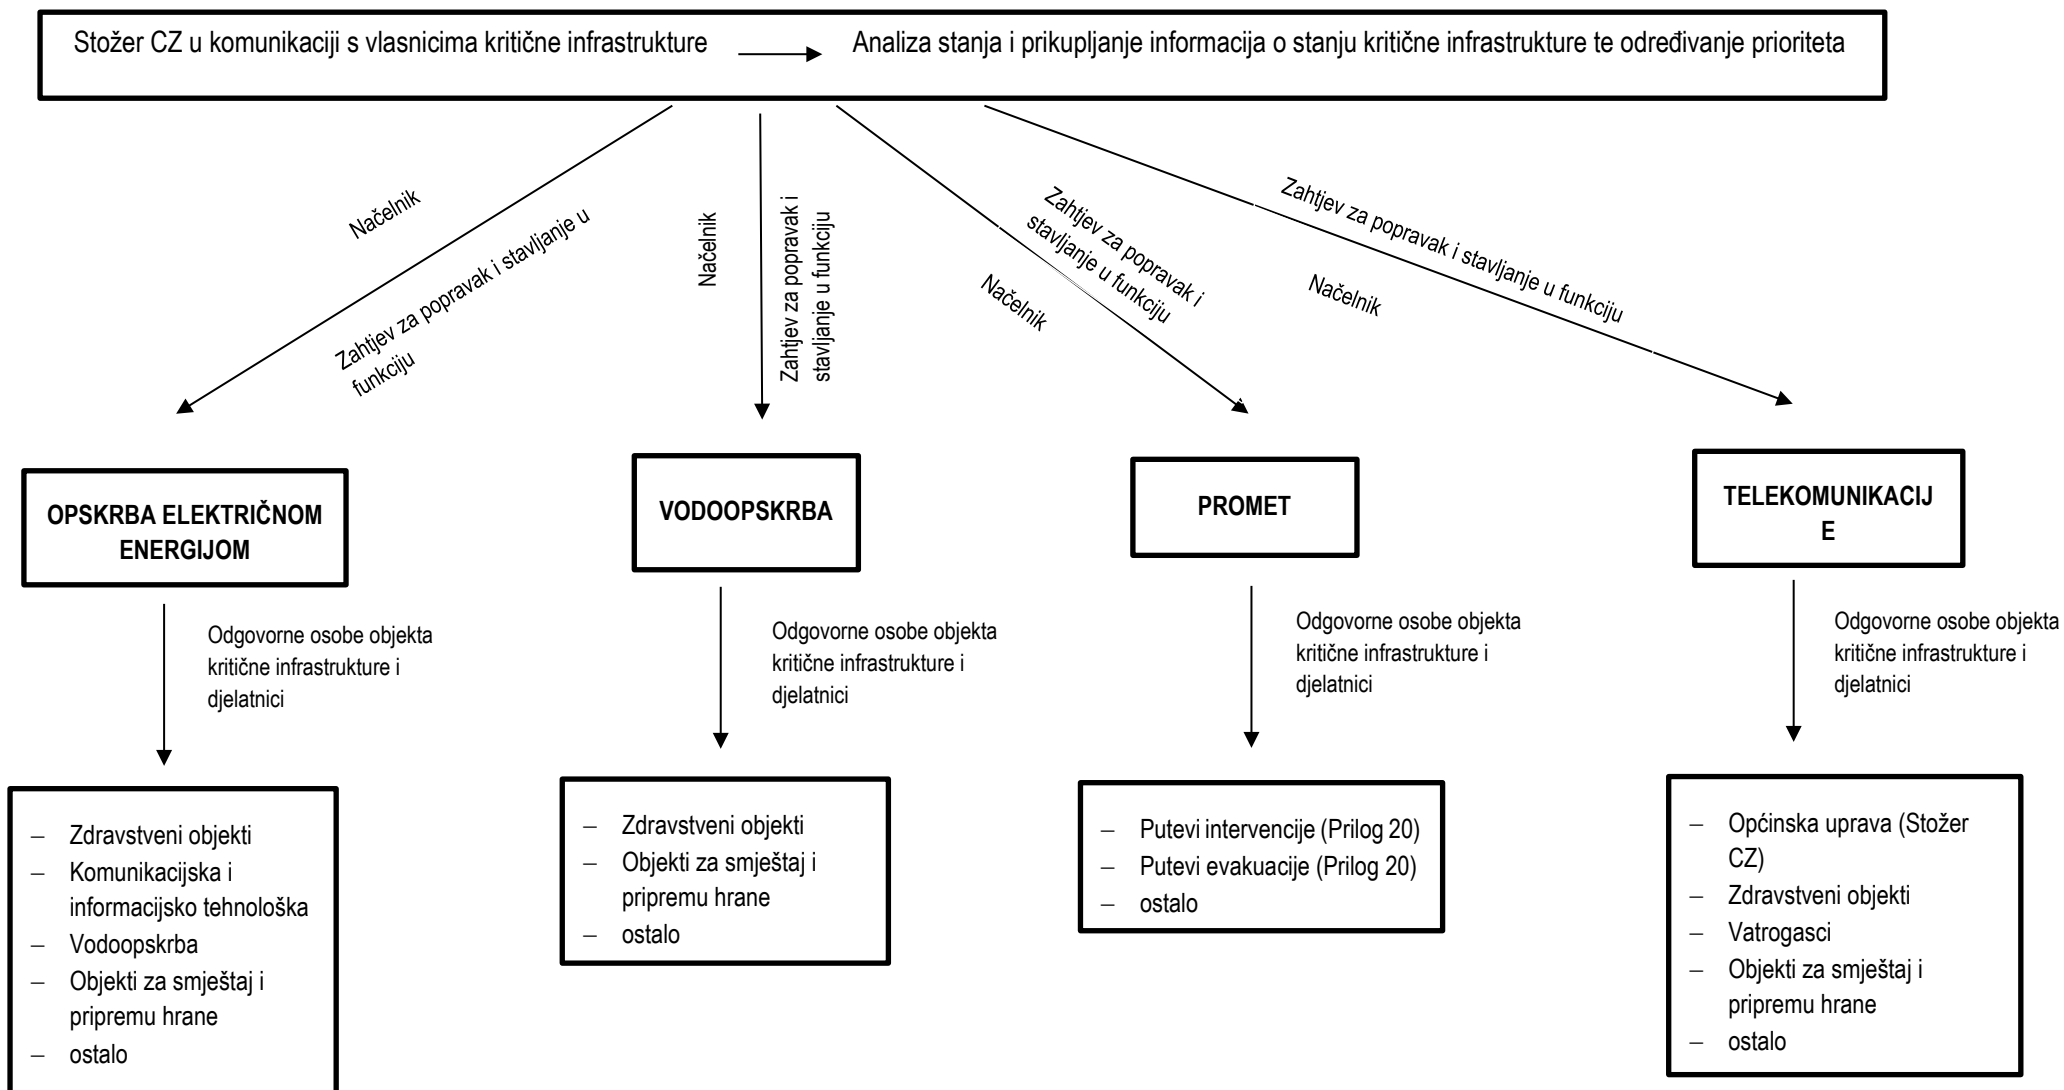 Stožer CZ u komunikaciji s vlasnicima kritične infrastrukture
Analiza stanja i prikupljanje informacija o stanju kritične infrastrukture te određivanje prioriteta
Načelnik
Zahtjev za popravak i stavljanje u
funkciju
Načelnik
Zahtjev za popravak i
stavljanje u funkciju
Zahtjev za popravak i
stavljanje u funkciju
Načelnik
Zahtjev za popravak i stavljanje u funkciju
Načelnik
OPSKRBA ELEKTRIČNOM
ENERGIJOM
VODOOPSKRBA
PROMET
TELEKOMUNIKACIJ
E
Odgovorne osobe objekta
kritične infrastrukture i
djelatnici
Odgovorne osobe objekta
kritične infrastrukture i
djelatnici
Odgovorne osobe objekta
kritične infrastrukture i
djelatnici
Odgovorne osobe objekta
kritične infrastrukture i
djelatnici
– Zdravstveni objekti
– Komunikacijska i
informacijsko tehnološka
– Vodoopskrba
– Objekti za smještaj i
pripremu hrane
– ostalo
– Zdravstveni objekti
– Objekti za smještaj i
pripremu hrane
– ostalo
– Putevi intervencije (Prilog 20)
– Putevi evakuacije (Prilog 20)
– ostalo
– Općinska uprava (Stožer
CZ)
– Zdravstveni objekti
– Vatrogasci
– Objekti za smještaj i
pripremu hrane
– ostalo